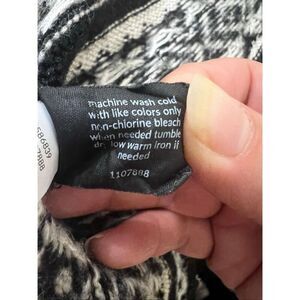 machine wash cold
with like colors only
non-chlorine bleach
when needed tumble
dry low warm iron if
needed
1107888